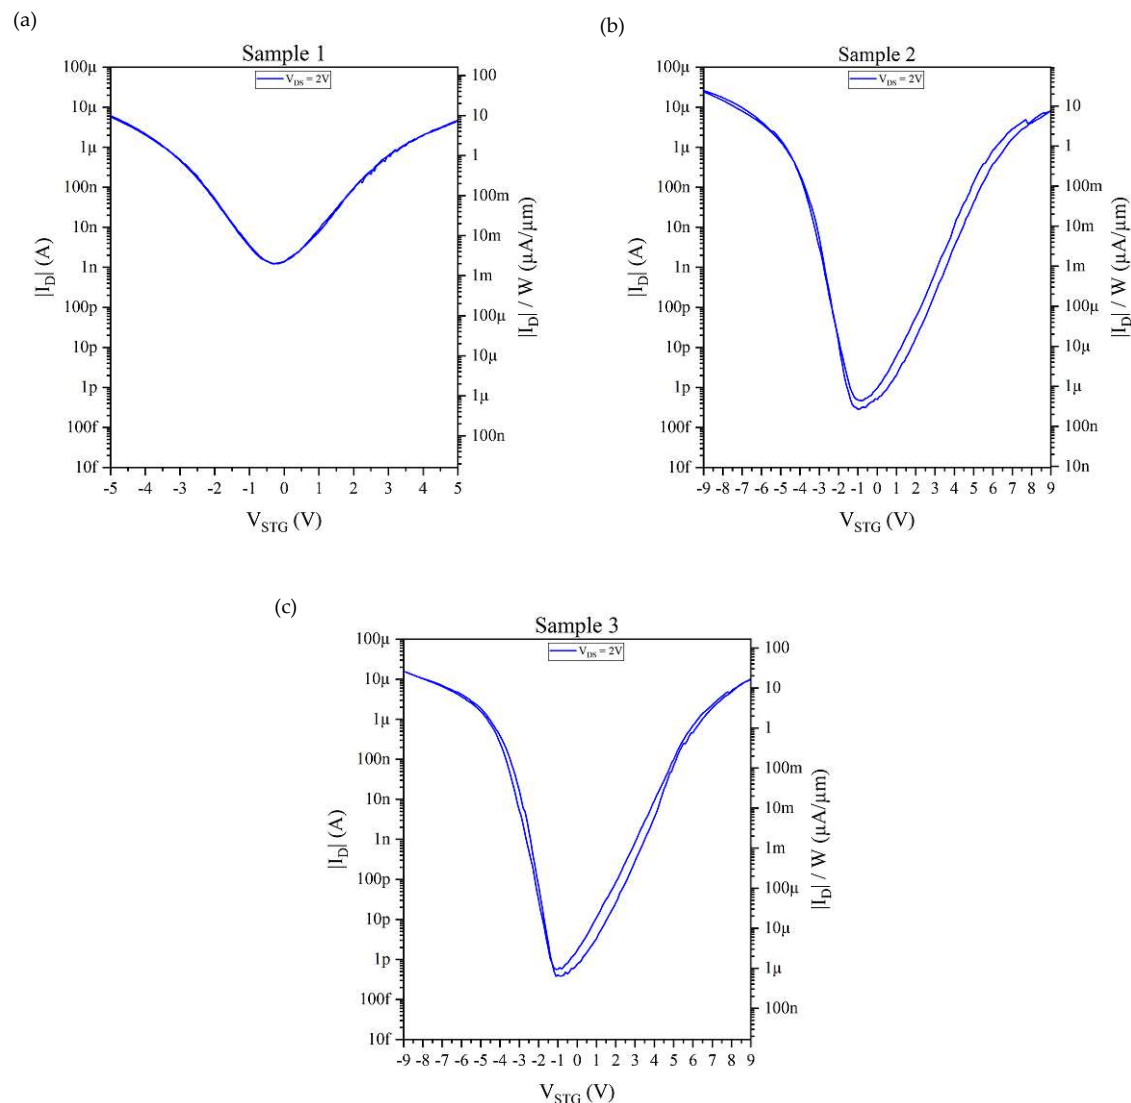 (a)
Sample 1
V_DS = 2V
100μ
10μ
1μ
100n
10n
1n
100p
10p
1p
100f
10f
|I_D| (A)
100
10
1
100m
10m
1m
100μ
10μ
1μ
100n
|I_D| / W (μA/μm)
-5 -4 -3 -2 -1 0 1 2 3 4 5
V_STG (V)
(b)
Sample 2
V_DS = 2V
100μ
10μ
1μ
100n
10n
1n
100p
10p
1p
100f
10f
|I_D| (A)
10
1
100m
10m
1m
100μ
10μ
1μ
100n
10n
|I_D| / W (μA/μm)
-9 -8 -7 -6 -5 -4 -3 -2 -1 0 1 2 3 4 5 6 7 8 9
V_STG (V)
(c)
Sample 3
V_DS = 2V
100μ
10μ
1μ
100n
10n
1n
100p
10p
1p
100f
10f
|I_D| (A)
100
10
1
100m
10m
1m
100μ
10μ
1μ
100n
|I_D| / W (μA/μm)
-9 -8 -7 -6 -5 -4 -3 -2 -1 0 1 2 3 4 5 6 7 8 9
V_STG (V)